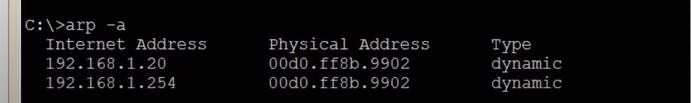 C:\>arp -a
Internet Address Physical Address Type
192.168.1.20 00d0.ff8b.9902 dynamic
192.168.1.254 00d0.ff8b.9902 dynamic